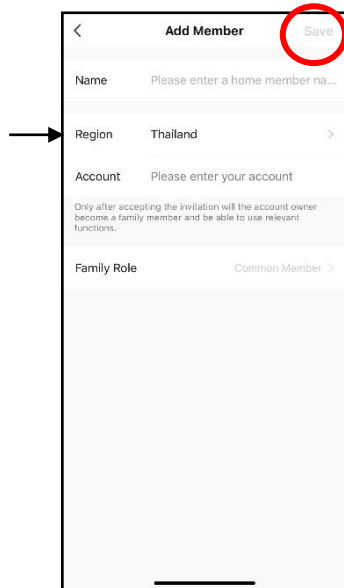 Add Member Save
Name Please enter a home member na...
Region Thailand
Account Please enter your account
Only after accepting the invitation will the account owner
become a family member and be able to use relevant
functions.
Family Role Common Member